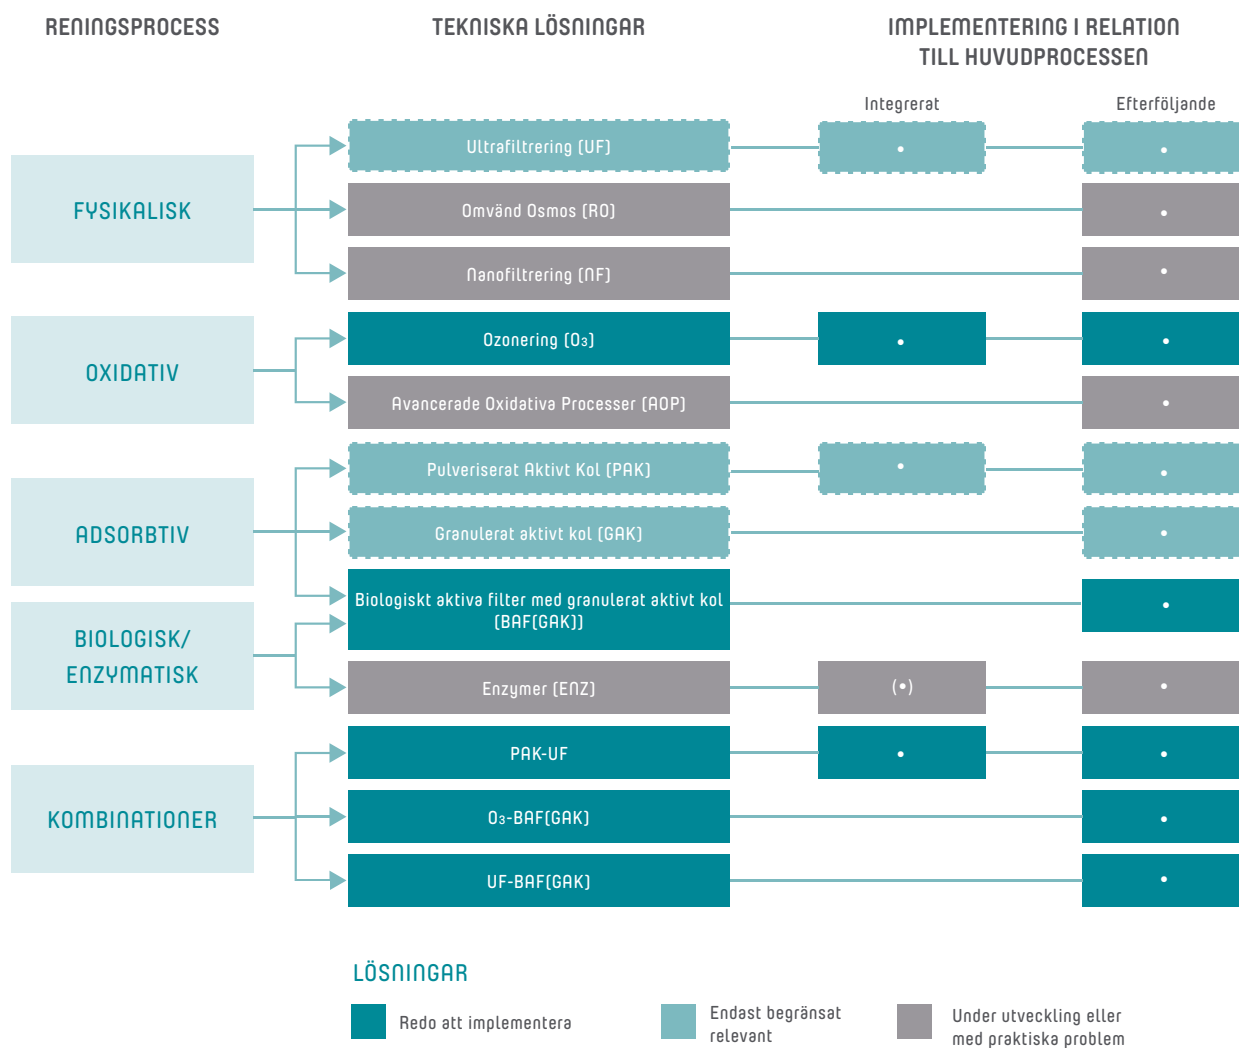 RENINGSPROCESS
TEKNISKA LÖSNINGAR
IMPLEMENTERING I RELATION
TILL HUVUDPROCESSEN
Integrerat
Efterföljande
FYSIKALISK
Ultrafiltrering (UF)
Omvänd Osmos (RO)
Nanofiltrering (NF)
OXIDATIV
Ozonering (O₃)
Avancerade Oxidativa Processer (AOP)
ADSORBTIV
Pulveriserat Aktivt Kol (PAK)
Granulerat aktivt kol (GAK)
Biologiskt aktiva filter med granulerat aktivt kol
(BAF(GAK))
BIOLOGISK/
ENZYMATISK
Enzymer (ENZ)
(•)
KOMBINATIONER
PAK-UF
O₃-BAF(GAK)
UF-BAF(GAK)
LÖSNINGAR
Redo att implementera
Endast begränsat
relevant
Under utveckling eller
med praktiska problem